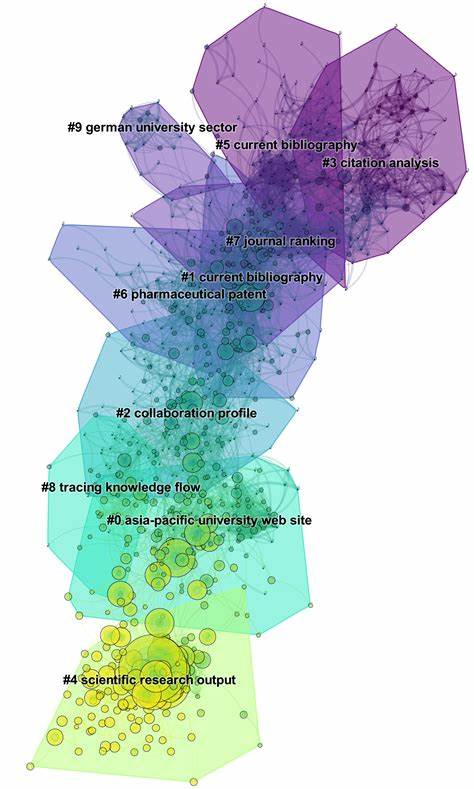 #9 german university sector
#5 current bibliography
#3 citation analysis
#7 journal ranking
#1 current bibliography
#6 pharmaceutical patent
#2 collaboration profile
#8 tracing knowledge flow
#0 asia-pacific university web site
#4 scientific research output